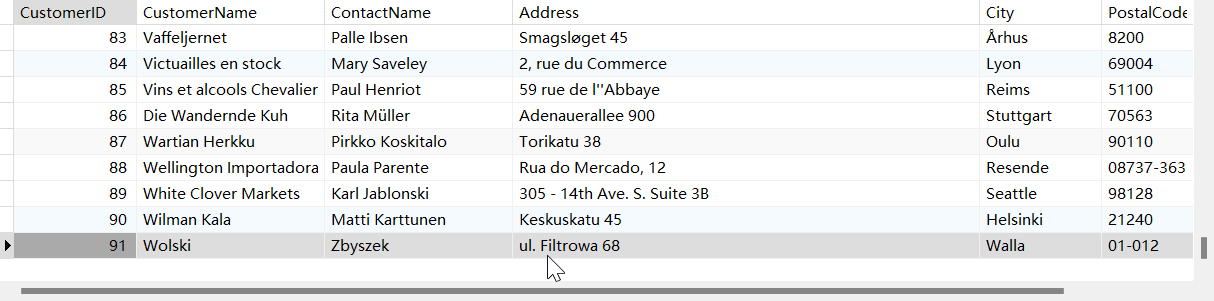 CustomerID CustomerName ContactName Address City PostalCode
83 Vaffeljernet Palle Ibsen Smagsløget 45 Århus 8200
84 Victuailles en stock Mary Saveley 2, rue du Commerce Lyon 69004
85 Vins et alcools Chevalier Paul Henriot 59 rue de l''Abbaye Reims 51100
86 Die Wandernde Kuh Rita Müller Adenauerallee 900 Stuttgart 70563
87 Wartian Herkku Pirkko Koskitalo Torikatu 38 Oulu 90110
88 Wellington Importadora Paula Parente Rua do Mercado, 12 Resende 08737-363
89 White Clover Markets Karl Jablonski 305 - 14th Ave. S. Suite 3B Seattle 98128
90 Wilman Kala Matti Karttunen Keskuskatu 45 Helsinki 21240
91 Wolski Zbyszek ul. Filtrowa 68 Walla 01-012